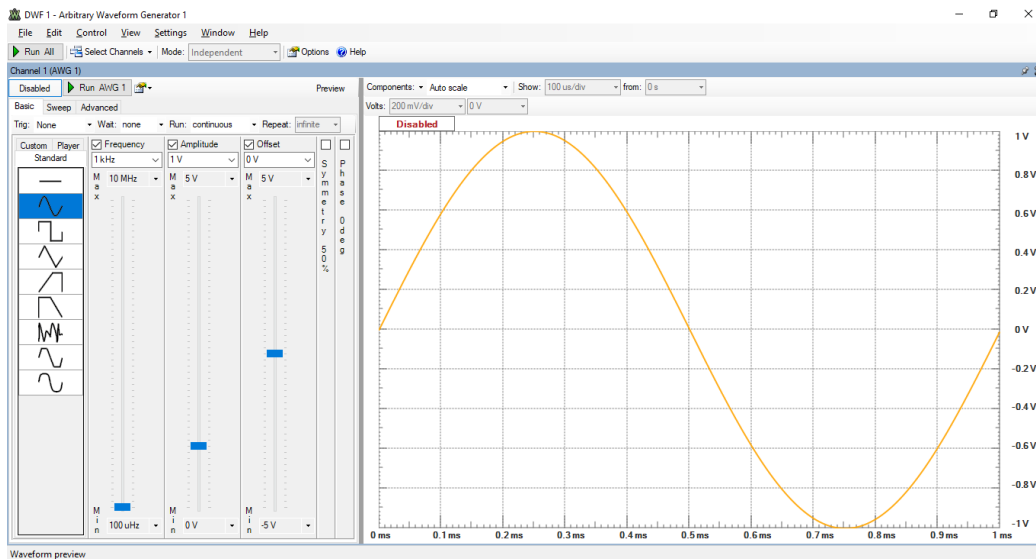 DWF 1 - Arbitrary Waveform Generator 1
File Edit Control View Settings Window Help
Run All Select Channels Mode: Independent Options Help
Channel 1 (AWG 1)
Disabled Run AWG 1 Preview
Basic Sweep Advanced
Trig: None Wait: none Run: continuous Repeat: infinite
Custom Player
Standard
Frequency Amplitude Offset
1 kHz 1 V 0 V
Max 10 MHz Max 5 V Max 5 V
Symmetry 50%
Phase 0 deg
Min 100 uHz Min 0 V Min -5 V
Components: Auto scale Show: 100 us/div from: 0 s
Volts: 200 mV/div 0 V
Disabled
1 V
0.8 V
0.6 V
0.4 V
0.2 V
0 V
-0.2 V
-0.4 V
-0.6 V
-0.8 V
-1 V
0 ms 0.1 ms 0.2 ms 0.3 ms 0.4 ms 0.5 ms 0.6 ms 0.7 ms 0.8 ms 0.9 ms 1 ms
Waveform preview